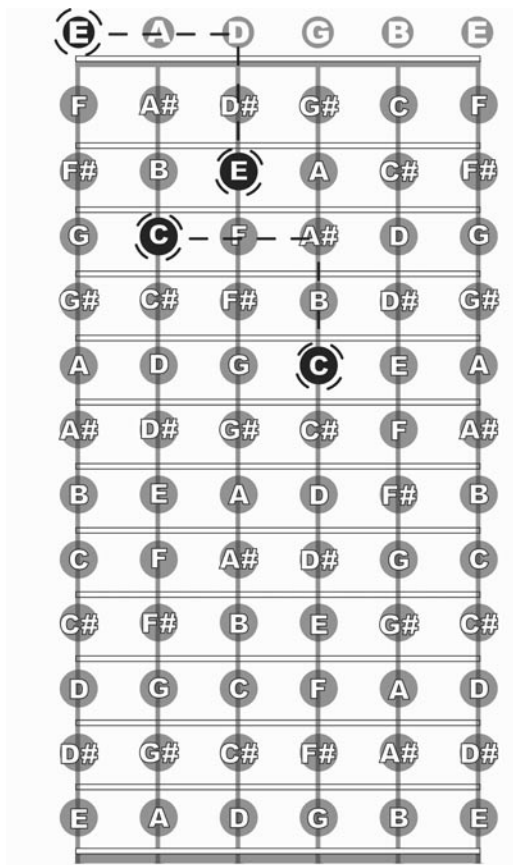 E A D G B E
F A# D# G# C F
F# B E A C# F#
G C F A# D G
G# C# F# B D# G#
A D G C E A
A# D# G# C# F A#
B E A D F# B
C F A# D# G C
C# F# B E G# C#
D G C F A D
D# G# C# F# A# D#
E A D G B E